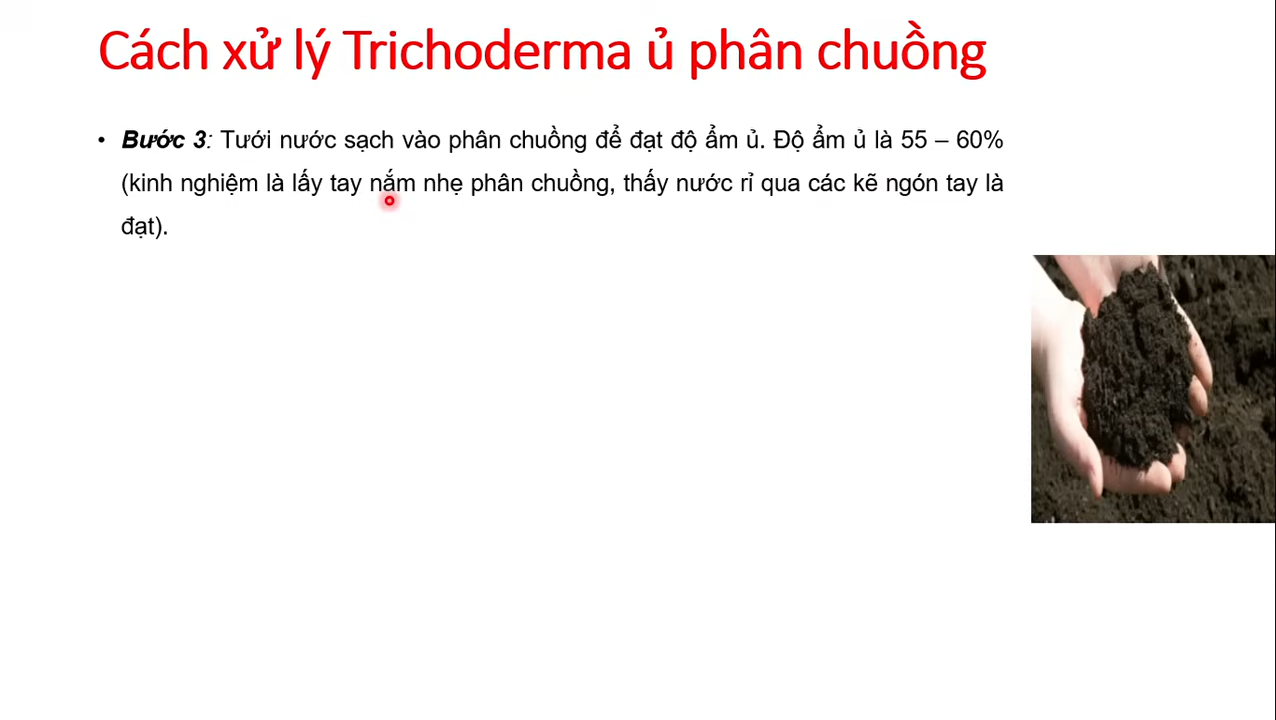 Cách xử lý Trichoderma ủ phân chuồng
• Bước 3: Tưới nước sạch vào phân chuồng để đạt độ ẩm ủ. Độ ẩm ủ là 55 – 60%
(kinh nghiệm là lấy tay nắm nhẹ phân chuồng, thấy nước rỉ qua các kẽ ngón tay là
đạt).